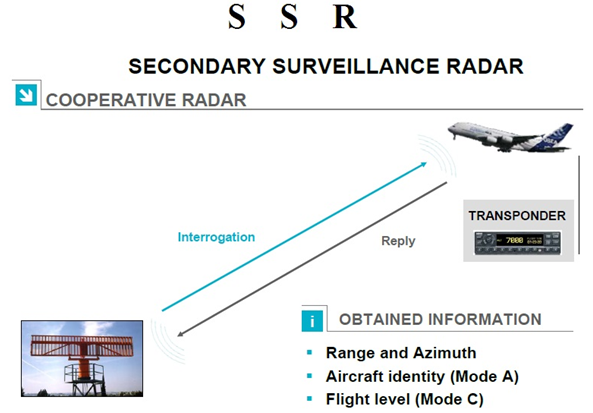 S S R
SECONDARY SURVEILLANCE RADAR
COOPERATIVE RADAR
Interrogation
Reply
TRANSPONDER
7000
i OBTAINED INFORMATION
▪ Range and Azimuth
▪ Aircraft identity (Mode A)
▪ Flight level (Mode C)